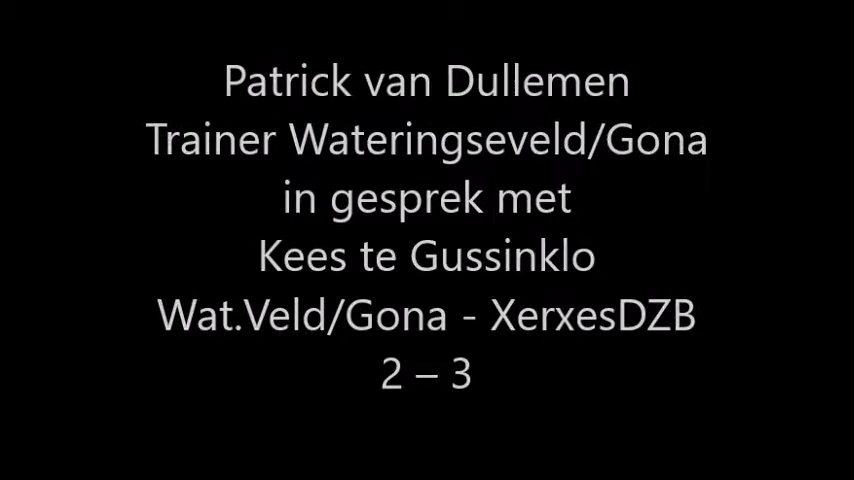 Patrick van Dullemen
Trainer Wateringseveld/Gona
in gesprek met
Kees te Gussinklo
Wat.Veld/Gona - XerxesDZB
2 – 3